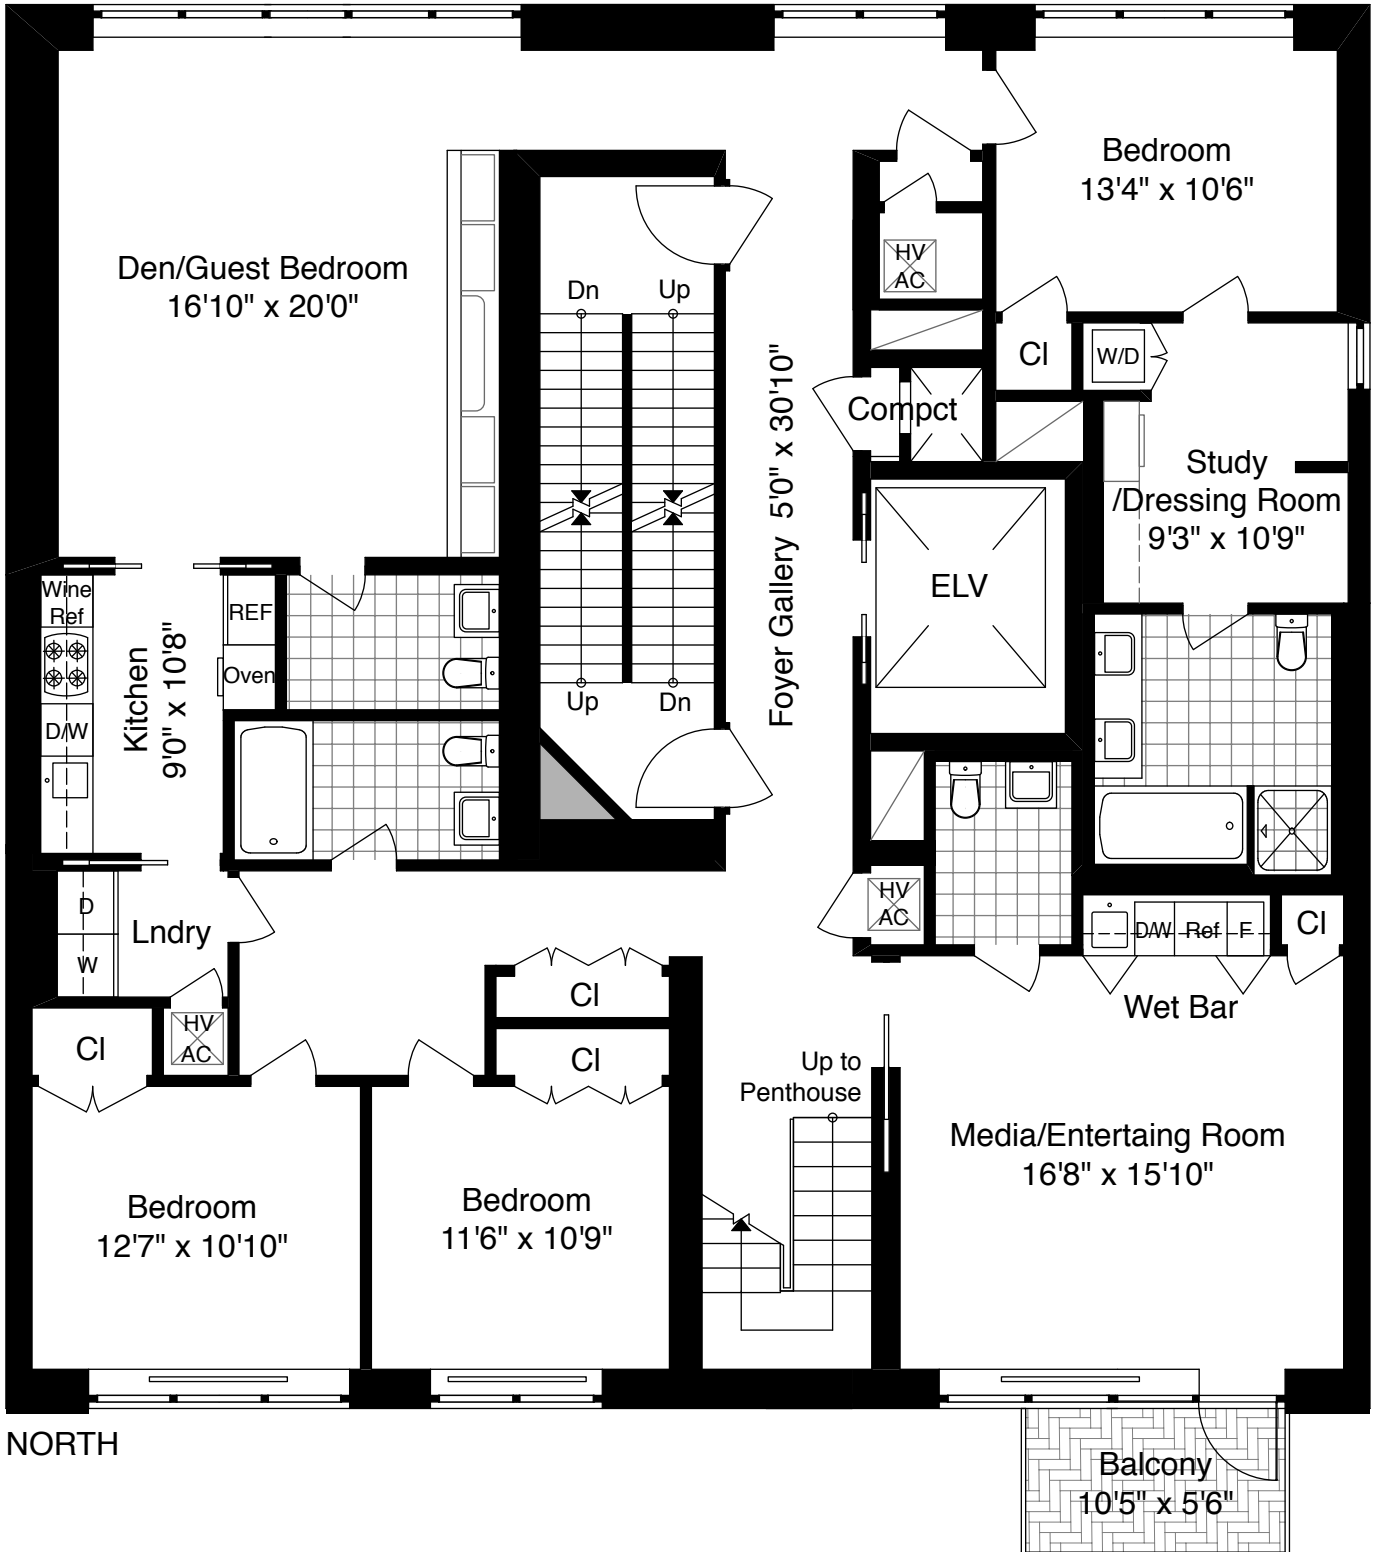 Bedroom
13'4" x 10'6"
HV
AC
Den/Guest Bedroom
16'10" x 20'0"
Dn
Up
Cl
W/D
Compct
Foyer Gallery 5'0" x 30'10"
Study
/Dressing Room
9'3" x 10'9"
ELV
Wine
Ref
REF
Oven
Kitchen
9'0" x 10'8"
D/W
Up
Dn
D
W
Lndry
HV
AC
D/W
Ref
F
Cl
Wet Bar
Cl
Cl
Cl
HV
AC
Up to
Penthouse
Media/Entertaing Room
16'8" x 15'10"
Bedroom
12'7" x 10'10"
Bedroom
11'6" x 10'9"
NORTH
Balcony
10'5" x 5'6"